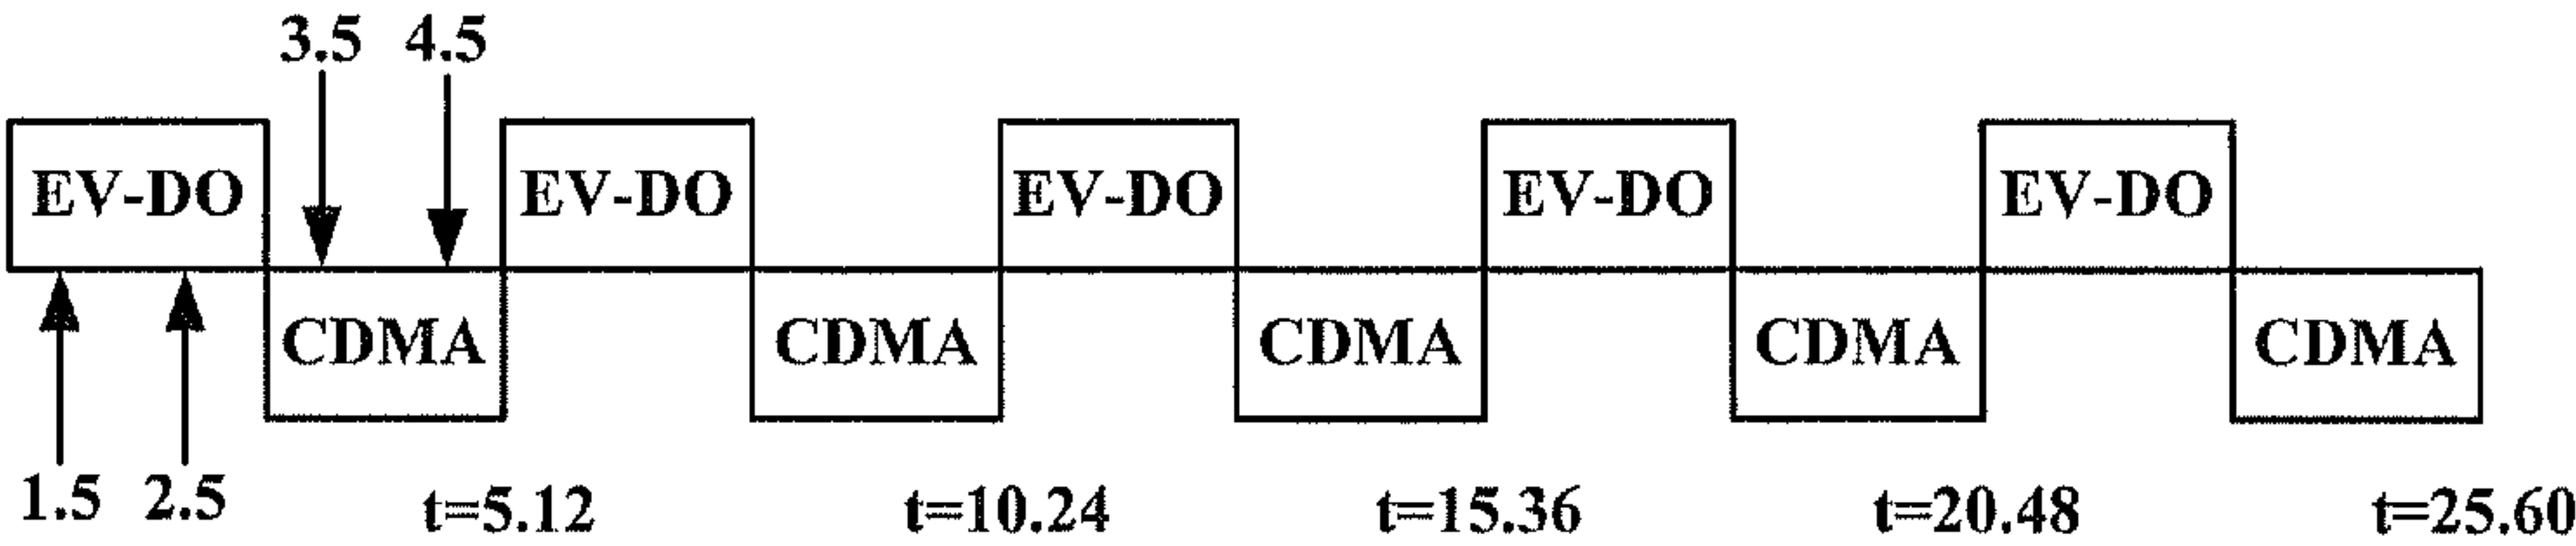 3.5 4.5
EV-DO EV-DO EV-DO EV-DO EV-DO
CDMA CDMA CDMA CDMA CDMA
1.5 2.5 t=5.12 t=10.24 t=15.36 t=20.48 t=25.60